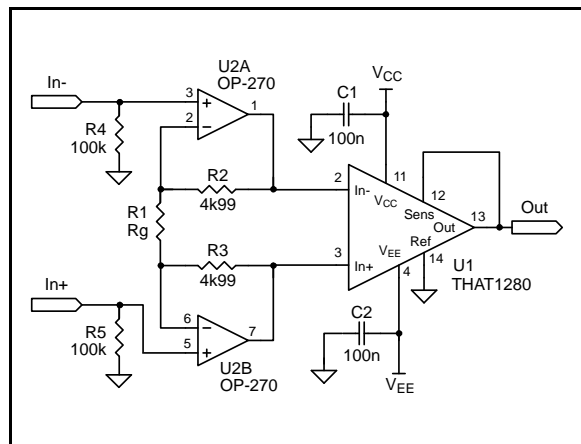 U2A
OP-270
In-
3
+
1
2
−
R4
100k
R2
4k99
R1
Rg
R3
4k99
In+
R5
100k
6
−
7
5
+
U2B
OP-270
C1
100n
VCC
11
2
In-
VCC
12
Sens
Out
13
Out
Ref
3
In+
VEE
14
4
U1
THAT1280
C2
100n
VEE